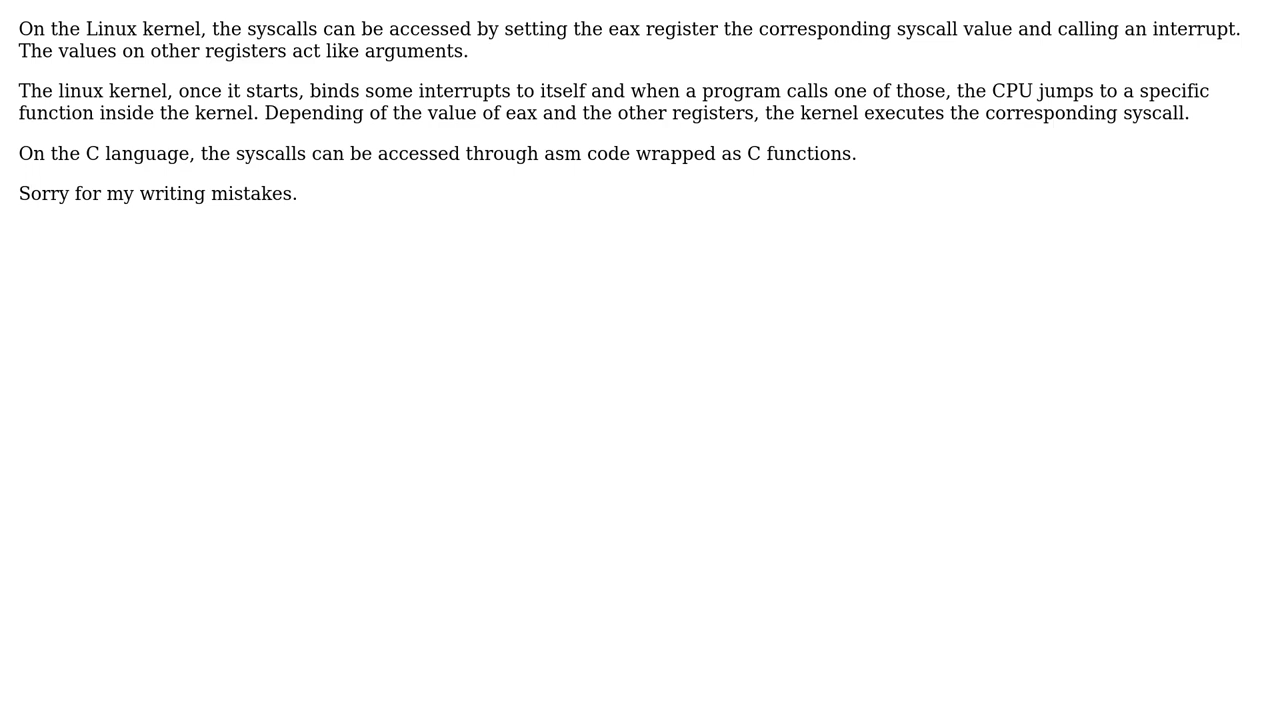 On the Linux kernel, the syscalls can be accessed by setting the eax register the corresponding syscall value and calling an interrupt.
The values on other registers act like arguments.
The linux kernel, once it starts, binds some interrupts to itself and when a program calls one of those, the CPU jumps to a specific
function inside the kernel. Depending of the value of eax and the other registers, the kernel executes the corresponding syscall.
On the C language, the syscalls can be accessed through asm code wrapped as C functions.
Sorry for my writing mistakes.